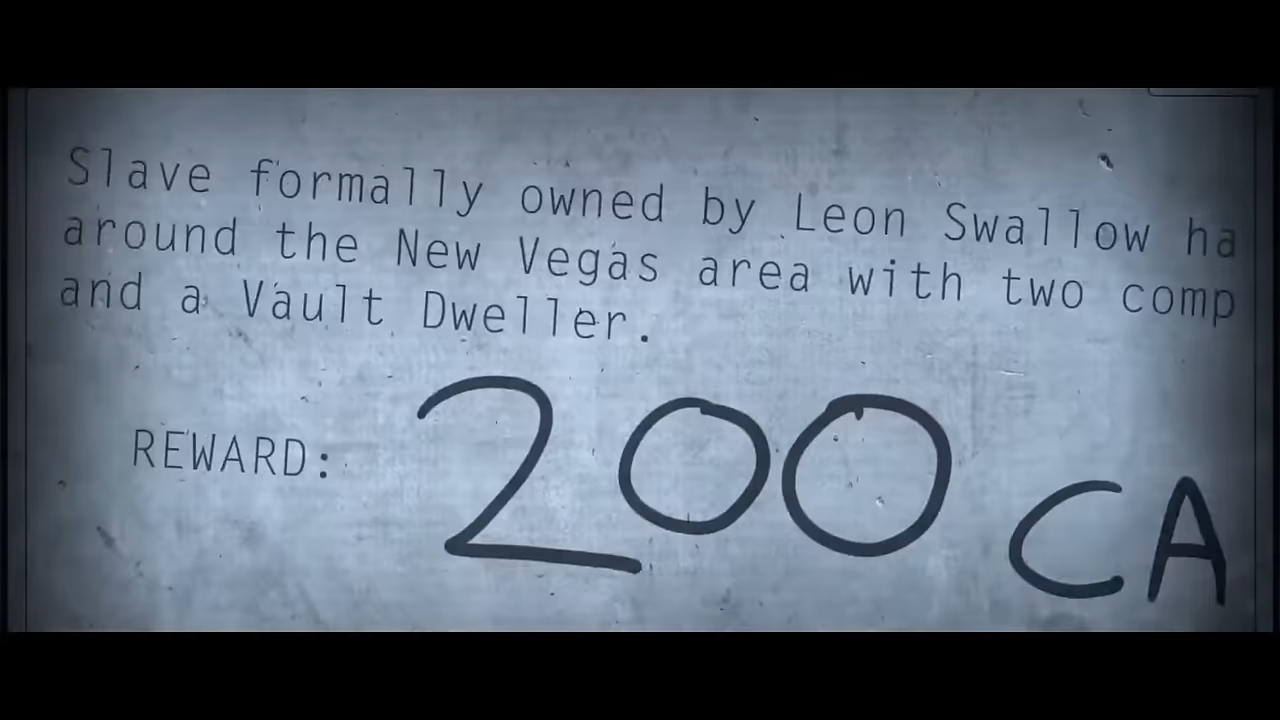 Slave formally owned by Leon Swallow ha
around the New Vegas area with two comp
and a Vault Dweller.
REWARD: 200 CA